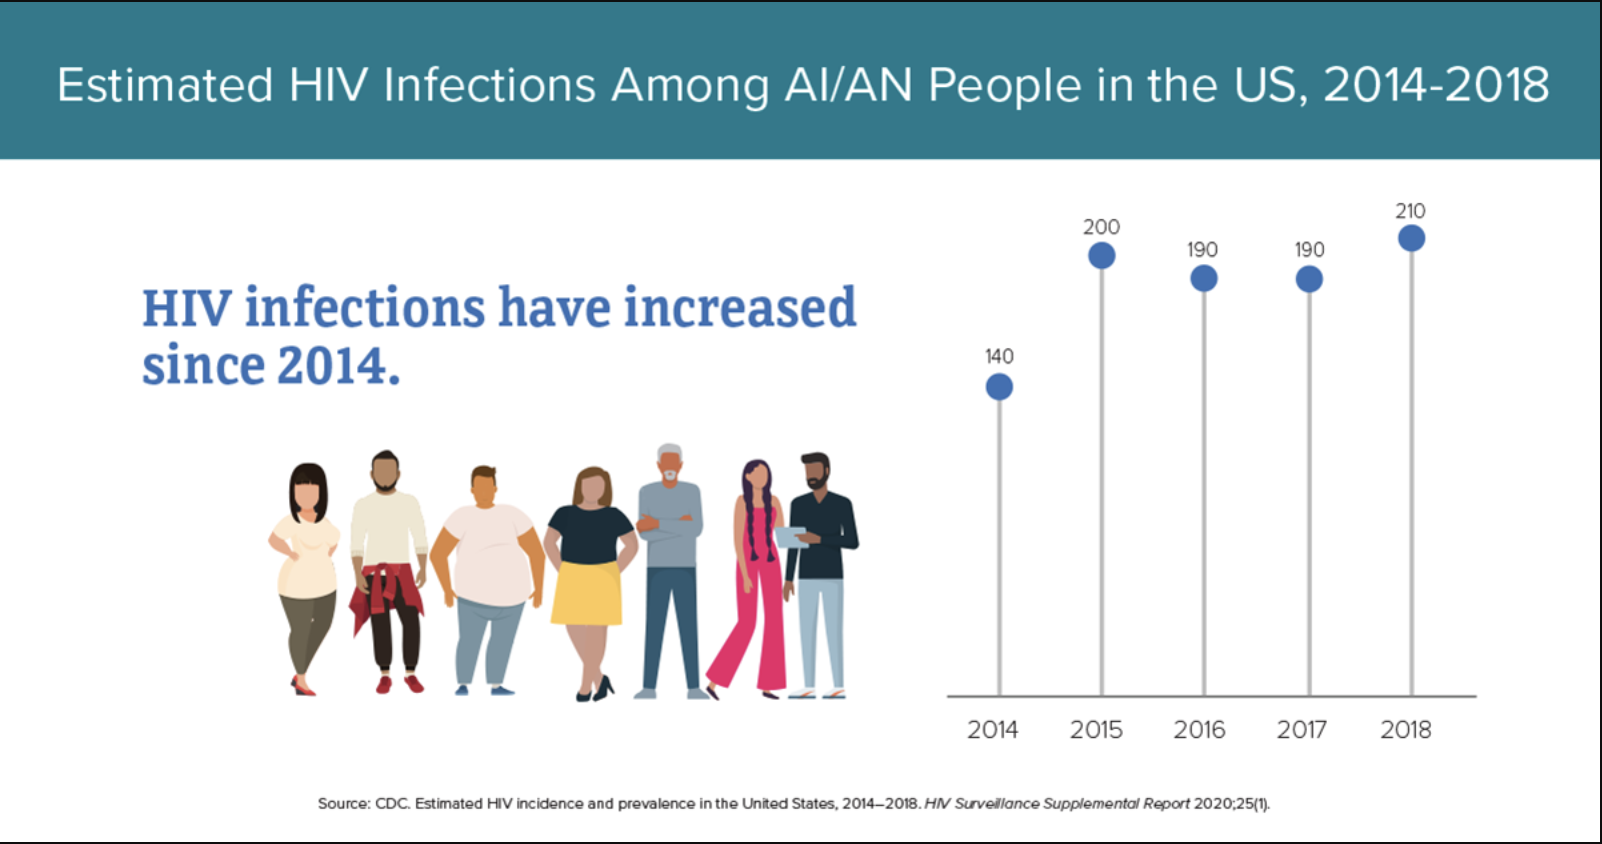 Estimated HIV Infections Among AI/AN People in the US, 2014-2018
HIV infections have increased
since 2014.
140
200
190
190
210
2014
2015
2016
2017
2018
Source: CDC. Estimated HIV incidence and prevalence in the United States, 2014–2018. HIV Surveillance Supplemental Report 2020;25(1).